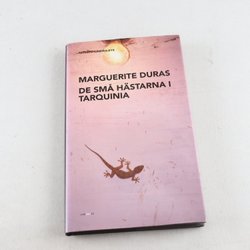 MARGUERITE DURAS
DE SMÅ HÄSTARNA I
TARQUINIA